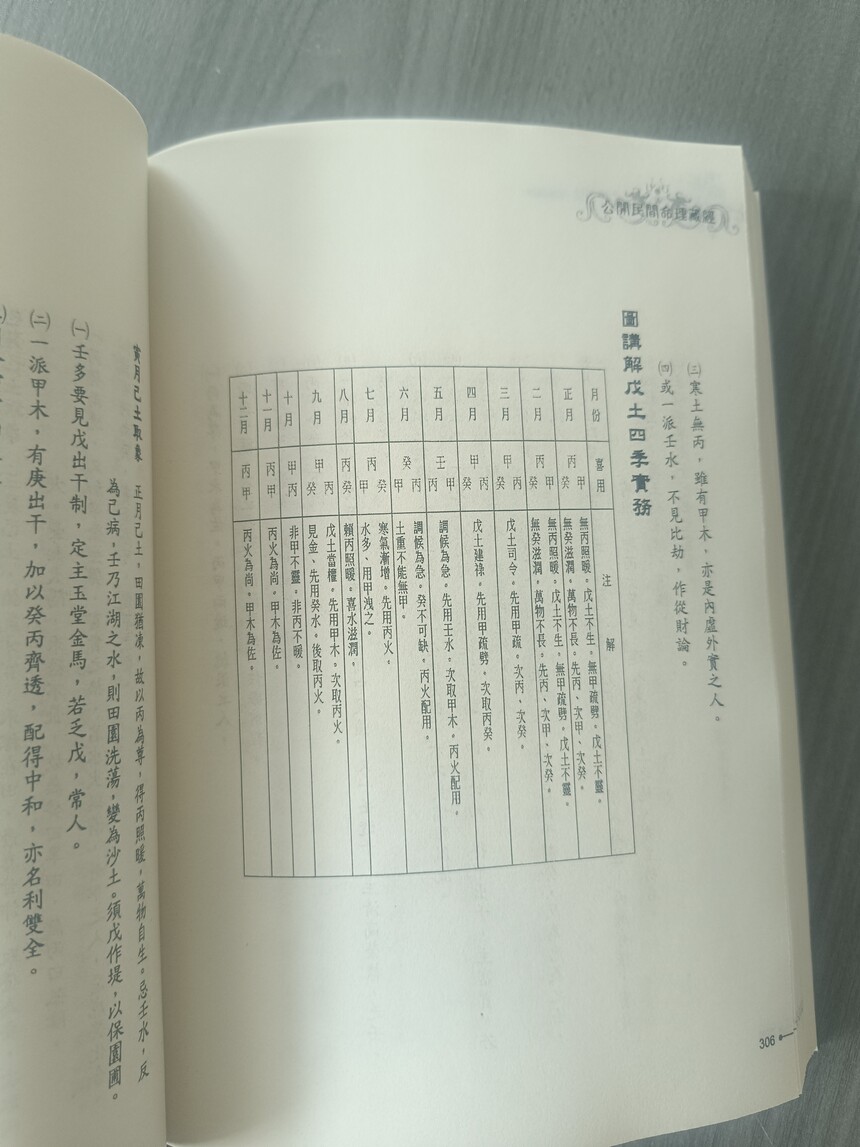 公開民間命理藏經
㈢寒土無丙，雖有甲木，亦是內虛外實之人。
㈣或一派壬水，不見比劫，作從財論。
圖講解戊土四季實務
月份 喜用 注解
正月 丙甲癸 無丙照暖。戊土不生，無甲疏劈。戊土不靈。
無癸滋潤，萬物不長。先丙、次甲、次癸。
二月 丙甲癸 無丙照暖。戊土不生，無甲疏劈。戊土不靈。
無癸滋潤，萬物不長。先丙、次甲、次癸。
三月 甲丙癸 戊土司令。先用甲疏。次丙、次癸。
四月 甲丙癸 戊土建祿。先用甲疏劈。次取丙癸。
五月 壬甲丙 調候為急。先用壬水。次取甲木。丙火配用。
六月 癸丙甲 調候為急。癸不可缺，丙火配用。
土重不能無甲。
七月 丙癸甲 寒氣漸增。先用丙火。
水多、用甲洩之。
八月 丙癸 賴丙照暖。喜水滋潤。
九月 甲丙癸 戊土當權。先用甲木。次取丙火。
見金、先用癸水。後取丙火。
十月 甲丙 非甲不靈。非丙不暖。
十一月 丙甲 丙火為尚。甲木為佐。
十二月 丙甲 丙火為尚。甲木為佐。
306
寅月己土取象 正月己土，田園猶凍，故以丙為尊，得丙照暖，萬物自生。忌壬水，反
為己病，壬乃江湖之水，則田園洗蕩，變為沙土。須戊作堤，以保園圃。
㈠壬多要見戊出干制，定主玉堂金馬，若乏戊，常人。
㈡一派甲木，有庚出干，加以癸丙齊透，配得中和，亦名利雙全。